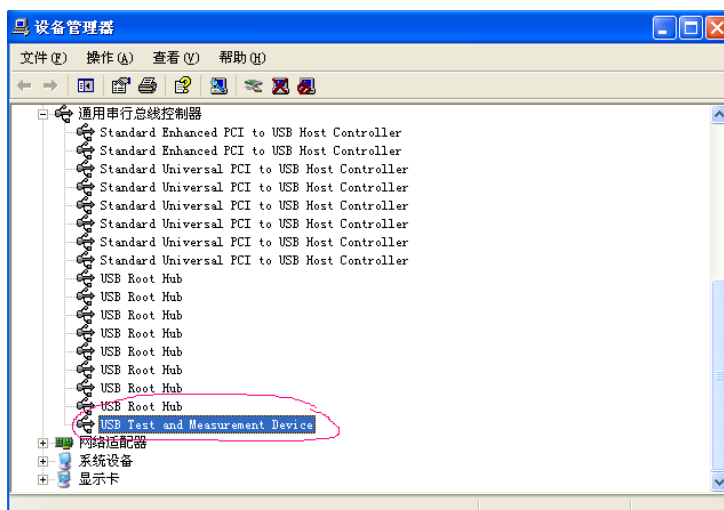 设备管理器
文件(F) 操作(A) 查看(V) 帮助(H)
通用串行总线控制器
Standard Enhanced PCI to USB Host Controller
Standard Enhanced PCI to USB Host Controller
Standard Universal PCI to USB Host Controller
Standard Universal PCI to USB Host Controller
Standard Universal PCI to USB Host Controller
Standard Universal PCI to USB Host Controller
Standard Universal PCI to USB Host Controller
Standard Universal PCI to USB Host Controller
USB Root Hub
USB Root Hub
USB Root Hub
USB Root Hub
USB Root Hub
USB Root Hub
USB Root Hub
USB Root Hub
USB Test and Measurement Device
网络适配器
系统设备
显示卡